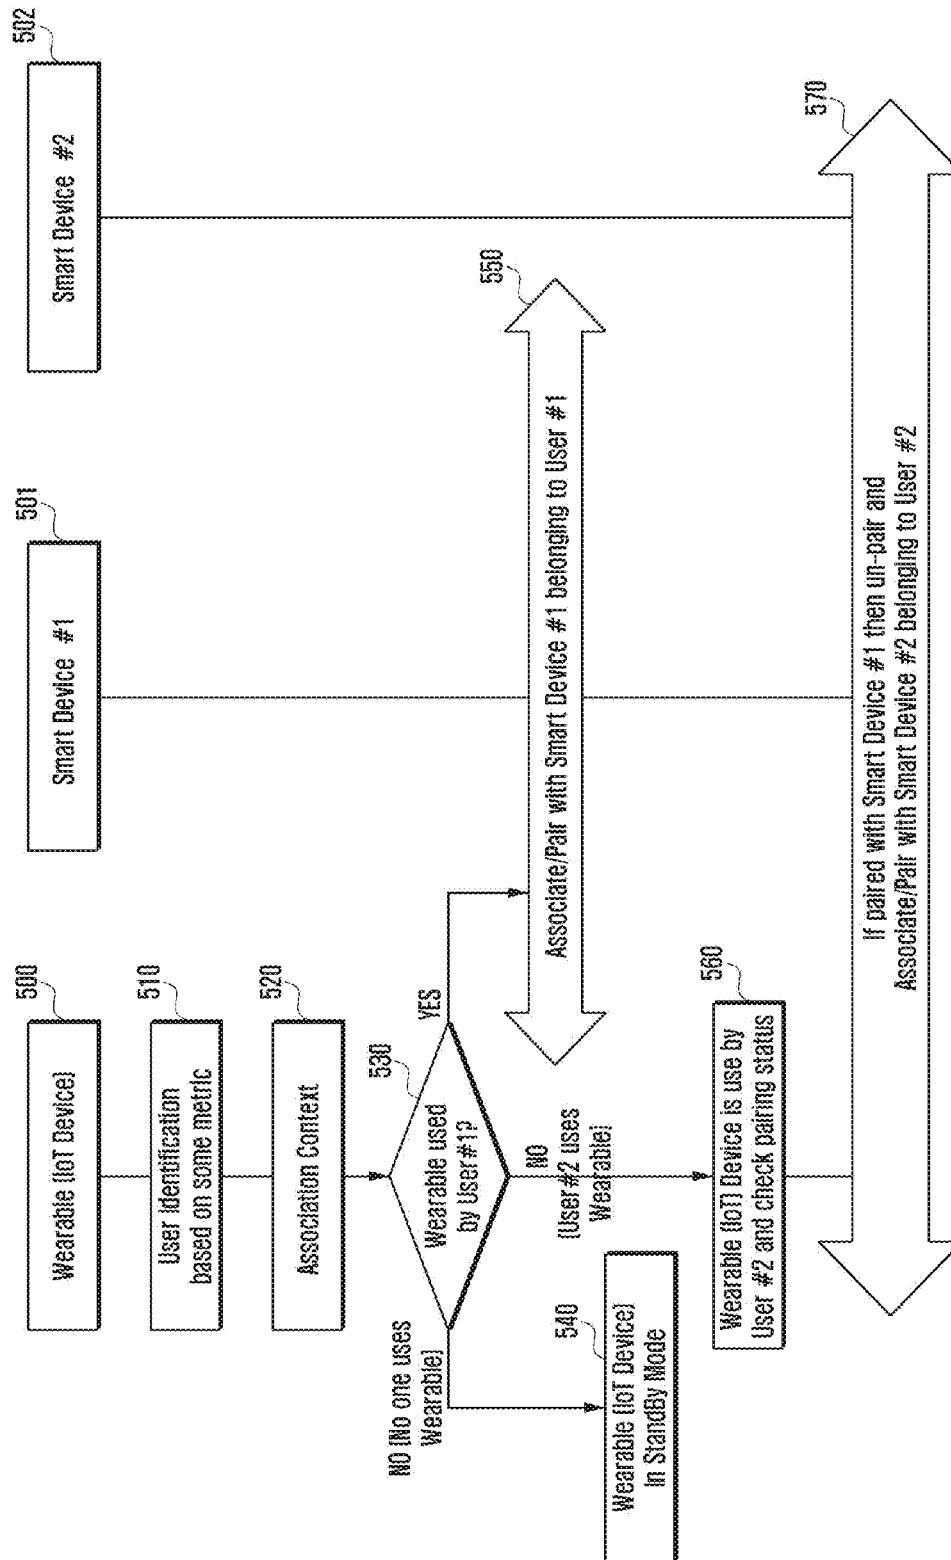 500
Wearable (IoT Device)
501
Smart Device #1
502
Smart Device #2
510
User identification
based on some metric
520
Association Context
530
Wearable used
by User#1?
YES
NO (No one uses
Wearable)
NO
(User#2 uses
Wearable)
540
Wearable (IoT Device)
In StandBy Mode
550
Associate/Pair with Smart Device #1 belonging to User #1
560
Wearable (IoT) Device is use by
User #2 and check pairing status
570
If paired with Smart Device #1 then un-pair and
Associate/Pair with Smart Device #2 belonging to User #2